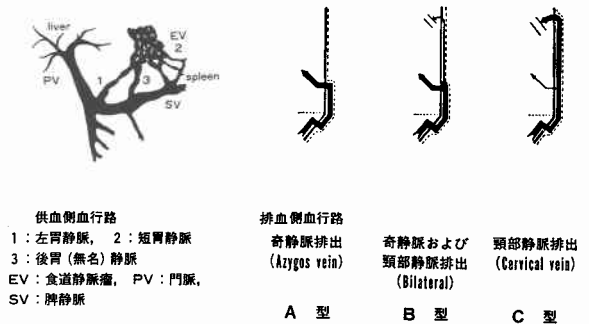 liver
EV
2
PV
1
3
spleen
SV
供血側血行路
1：左胃静脈， 2：短胃静脈
3：後胃（無名）静脈
EV：食道静脈瘤， PV：門脈，
SV：脾静脈
排血側血行路
奇静脈排出
(Azygos vein)
A 型
奇静脈および
頸部静脈排出
(Bilateral)
B 型
頸部静脈排出
(Cervical vein)
C 型